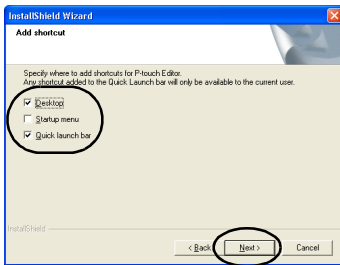 InstallShield Wizard
Add shortcut
Specify where to add shortcuts for P-touch Editor.
Any shortcut added to the Quick Launch bar will only be available to the current user.
Desktop
Startup menu
Quick launch bar
InstallShield
< Back Next > Cancel